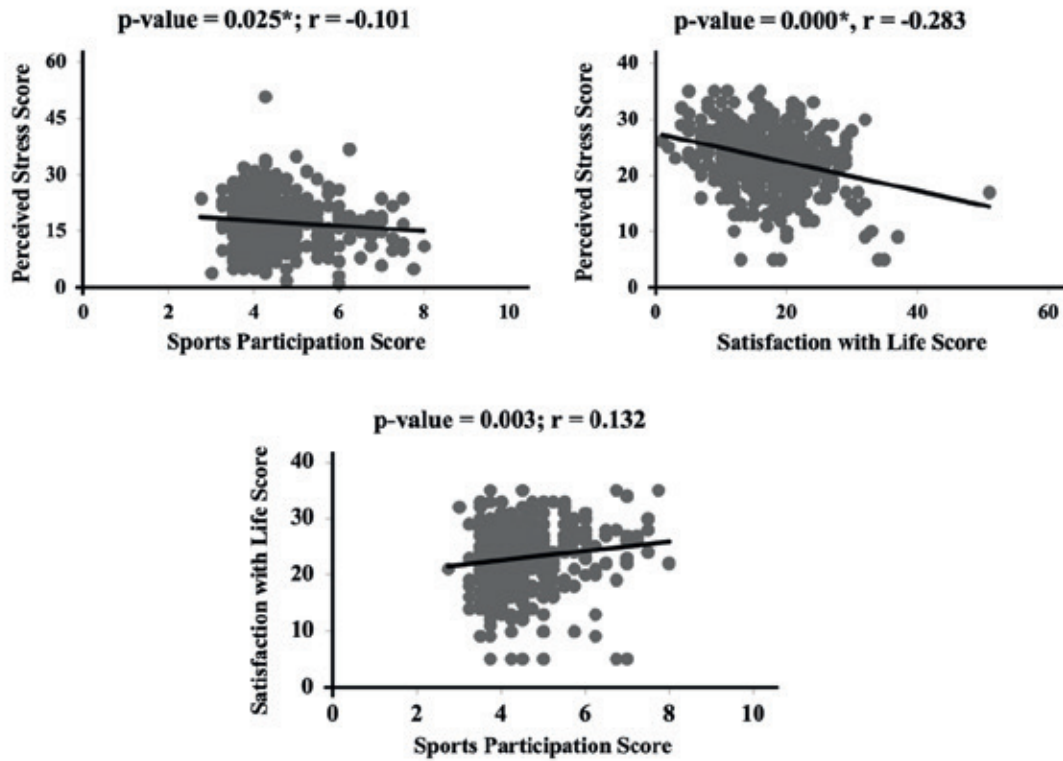 p-value = 0.025*; r = -0.101
Perceived Stress Score
60
45
30
15
0
0 2 4 6 8 10
Sports Participation Score
p-value = 0.000*, r = -0.283
Perceived Stress Score
40
30
20
10
0
0 20 40 60
Satisfaction with Life Score
p-value = 0.003; r = 0.132
Satisfaction with Life Score
40
30
20
10
0
0 2 4 6 8 10
Sports Participation Score